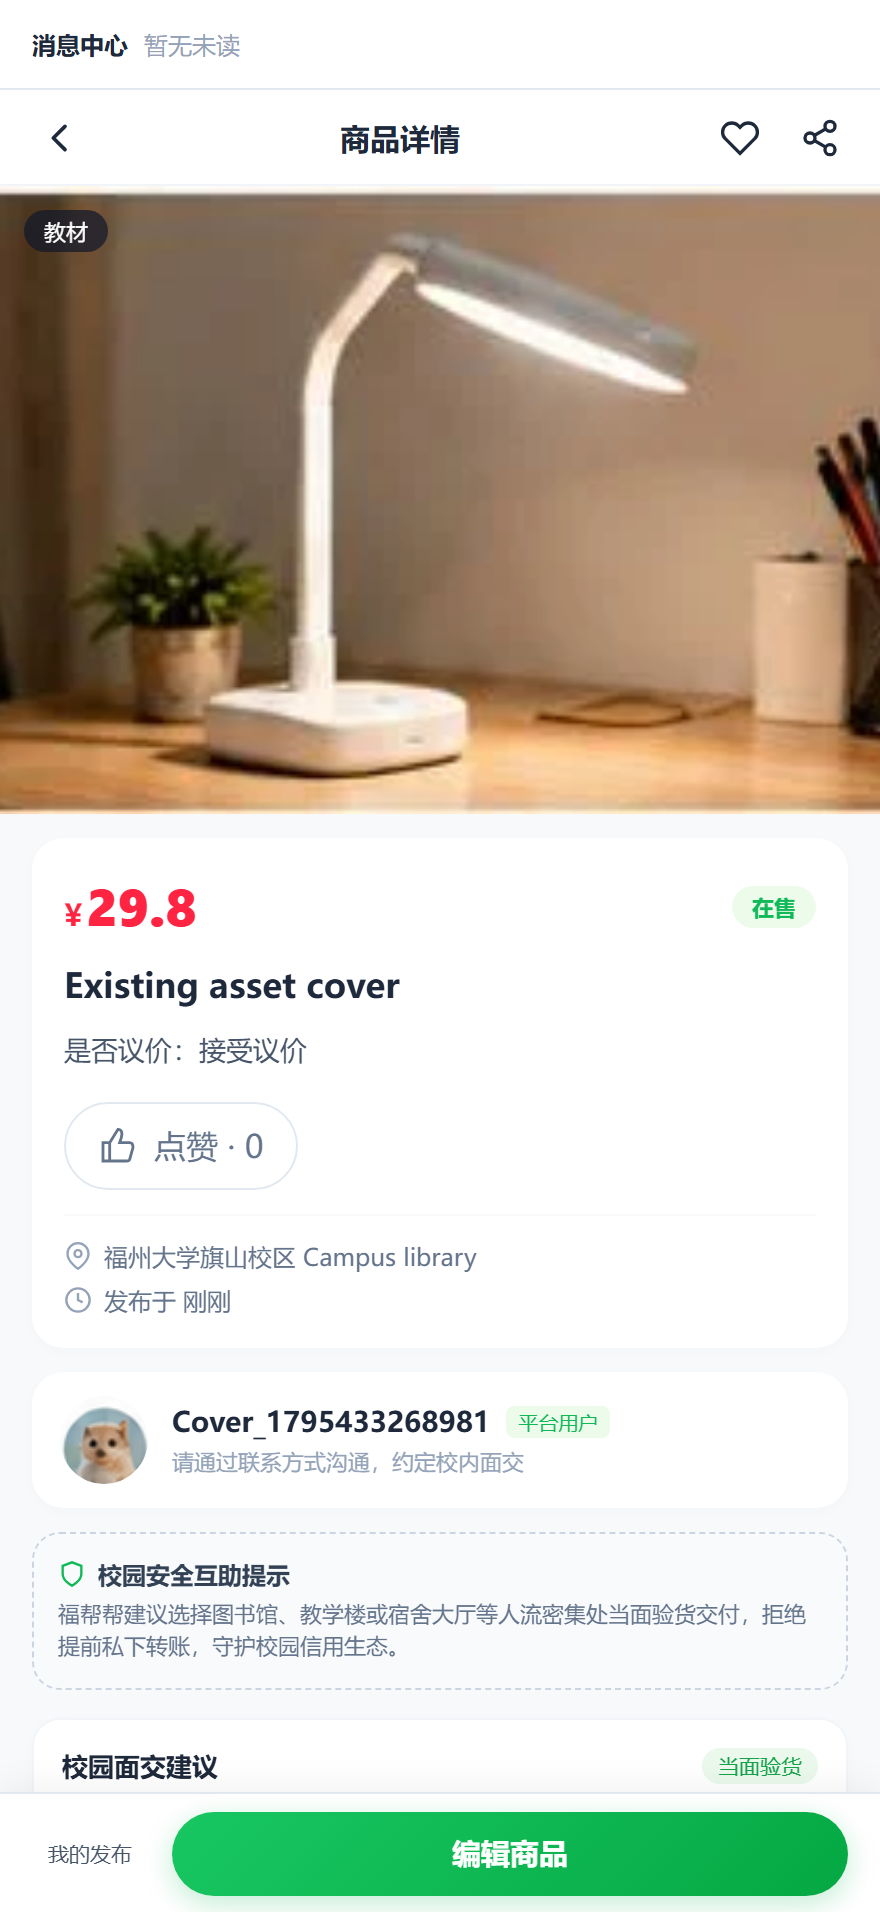 消息中心 暂无未读
商品详情
教材
¥29.8
在售
Existing asset cover
是否议价：接受议价
点赞 · 0
福州大学旗山校区 Campus library
发布于 刚刚
Cover_1795433268981 平台用户
请通过联系方式沟通，约定校内面交
校园安全互助提示
福帮帮建议选择图书馆、教学楼或宿舍大厅等人流密集处当面验货交付，拒绝
提前私下转账，守护校园信用生态。
校园面交建议
当面验货
我的发布
编辑商品